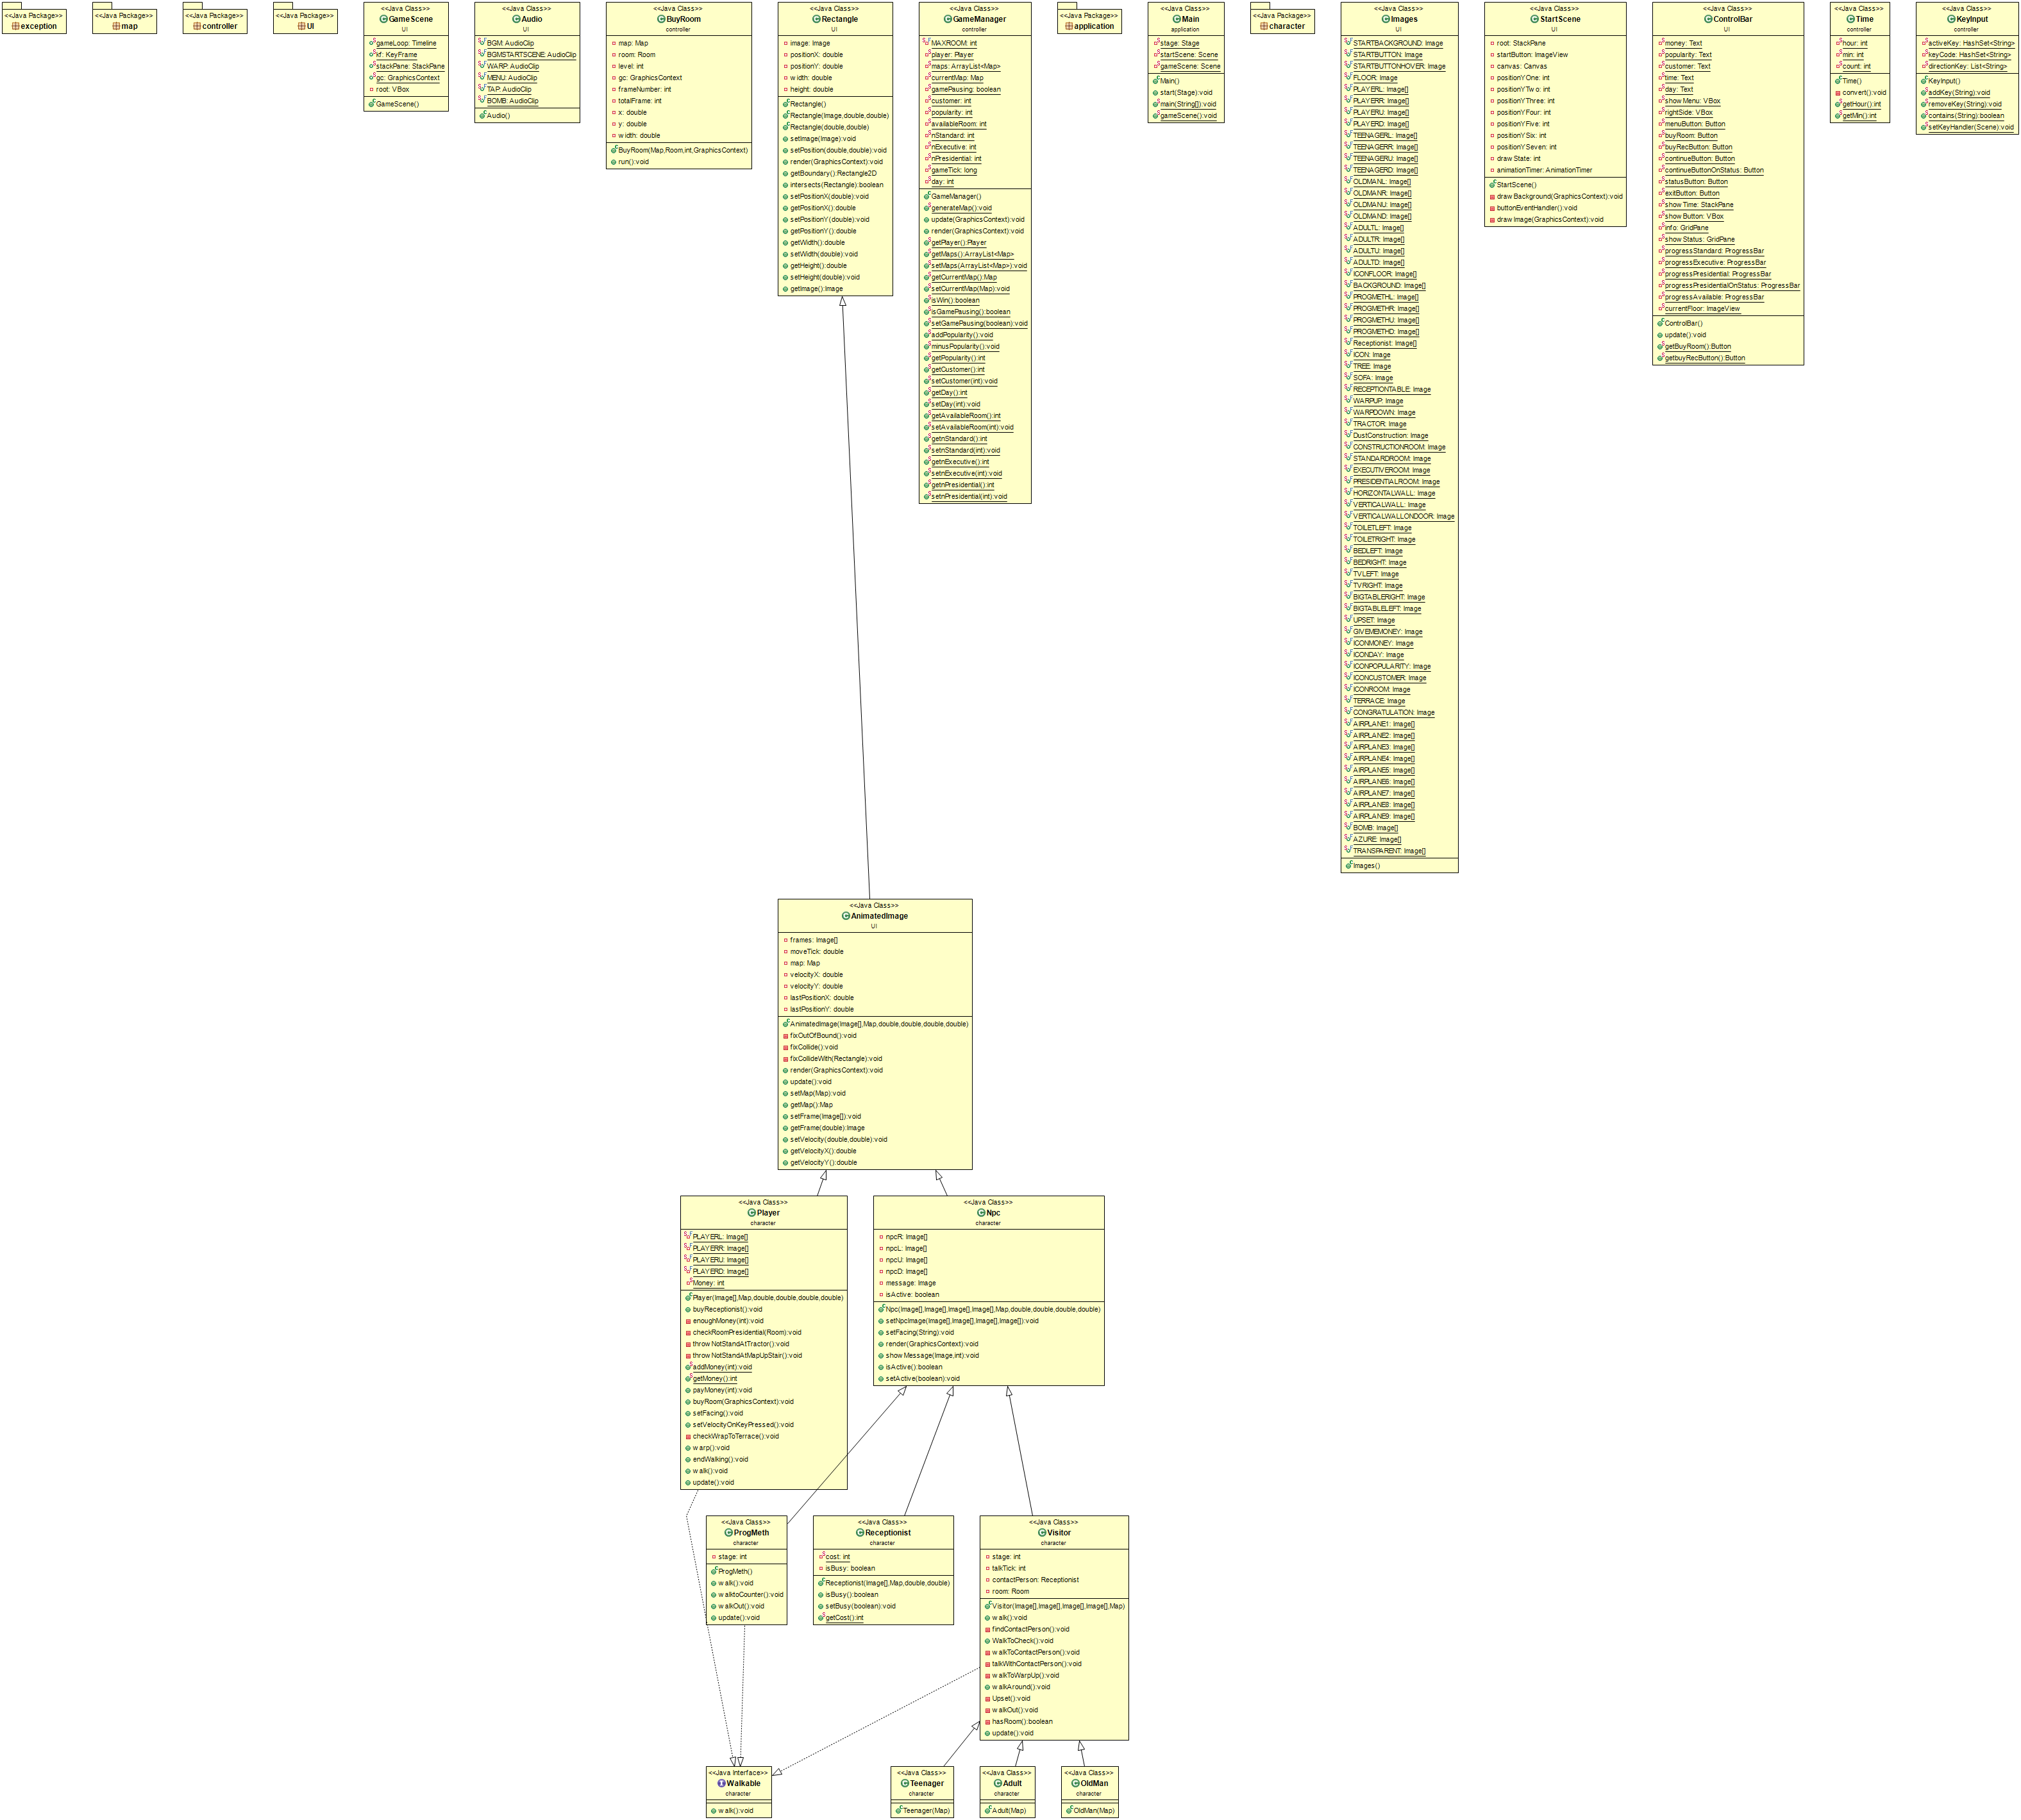 <<Java Package>>
exception
<<Java Package>>
map
<<Java Package>>
controller
<<Java Package>>
UI
<<Java Class>>
GameScene
UI
gameLoop: Timeline
kf: KeyFrame
stackPane: StackPane
gc: GraphicsContext
root: VBox
GameScene()
<<Java Class>>
Audio
UI
BGM: AudioClip
BGMSTARTSCENE: AudioClip
WARP: AudioClip
MENU: AudioClip
TAP: AudioClip
BOMB: AudioClip
Audio()
<<Java Class>>
BuyRoom
controller
map: Map
room: Room
level: int
gc: GraphicsContext
frameNumber: int
totalFrame: int
x: double
y: double
width: double
BuyRoom(Map,Room,int,GraphicsContext)
run():void
<<Java Class>>
Rectangle
UI
image: Image
positionX: double
positionY: double
width: double
height: double
Rectangle()
Rectangle(Image,double,double)
Rectangle(double,double)
setImage(Image):void
setPosition(double,double):void
render(GraphicsContext):void
getBoundary():Rectangle2D
intersects(Rectangle):boolean
setPositionX(double):void
getPositionX():double
setPositionY(double):void
getPositionY():double
getWidth():double
setWidth(double):void
getHeight():double
setHeight(double):void
getImage():Image
<<Java Class>>
GameManager
controller
MAXROOM: int
player: Player
maps: ArrayList<Map>
currentMap: Map
gamePausing: boolean
customer: int
popularity: int
availableRoom: int
nStandard: int
nExecutive: int
nPresidential: int
gameTick: long
day: int
GameManager()
generateMap():void
update(GraphicsContext):void
render(GraphicsContext):void
getPlayer():Player
getMaps():ArrayList<Map>
setMaps(ArrayList<Map>):void
getCurrentMap():Map
setCurrentMap(Map):void
isWin():boolean
isGamePausing():boolean
setGamePausing(boolean):void
addPopularity():void
minusPopularity():void
getPopularity():int
getCustomer():int
setCustomer(int):void
getDay():int
setDay(int):void
getAvailableRoom():int
setAvailableRoom(int):void
getnStandard():int
setnStandard(int):void
getnExecutive():int
setnExecutive(int):void
getnPresidential():int
setnPresidential(int):void
<<Java Package>>
application
<<Java Class>>
Main
application
stage: Stage
startScene: Scene
gameScene: Scene
Main()
start(Stage):void
main(String[]):void
gameScene():void
<<Java Package>>
character
<<Java Class>>
Images
UI
STARTBACKGROUND: Image
STARTBUTTON: Image
STARTBUTTONHOVER: Image
FLOOR: Image
PLAYERL: Image[]
PLAYERR: Image[]
PLAYERU: Image[]
PLAYERD: Image[]
TEENAGERL: Image[]
TEENAGERR: Image[]
TEENAGERU: Image[]
TEENAGERD: Image[]
OLDMANL: Image[]
OLDMANR: Image[]
OLDMANU: Image[]
OLDMAND: Image[]
ADULTL: Image[]
ADULTR: Image[]
ADULTU: Image[]
ADULTD: Image[]
ICONFLOOR: Image[]
BACKGROUND: Image[]
PROGMETHL: Image[]
PROGMETHR: Image[]
PROGMETHU: Image[]
PROGMETHD: Image[]
Receptionist: Image[]
ICON: Image
TREE: Image
SOFA: Image
RECEPTIONTABLE: Image
WARPUP: Image
WARPDOWN: Image
TRACTOR: Image
DustConstruction: Image
CONSTRUCTIONROOM: Image
STANDARDROOM: Image
EXECUTIVEROOM: Image
PRESIDENTIALROOM: Image
HORIZONTALWALL: Image
VERTICALWALL: Image
VERTICALWALLONDOOR: Image
TOILETLEFT: Image
TOILETRIGHT: Image
BEDLEFT: Image
BEDRIGHT: Image
TVLEFT: Image
TVRIGHT: Image
BIGTABLERIGHT: Image
BIGTABLELEFT: Image
UPSET: Image
GIVEMEMONEY: Image
ICONMONEY: Image
ICONDAY: Image
ICONPOPULARITY: Image
ICONCUSTOMER: Image
ICONROOM: Image
TERRACE: Image
CONGRATULATION: Image
AIRPLANE1: Image[]
AIRPLANE2: Image[]
AIRPLANE3: Image[]
AIRPLANE4: Image[]
AIRPLANE5: Image[]
AIRPLANE6: Image[]
AIRPLANE7: Image[]
AIRPLANE8: Image[]
AIRPLANE9: Image[]
BOMB: Image[]
AZURE: Image[]
TRANSPARENT: Image[]
Images()
<<Java Class>>
StartScene
UI
root: StackPane
startButton: ImageView
canvas: Canvas
positionYOne: int
positionYTwo: int
positionYThree: int
positionYFour: int
positionYFive: int
positionYSix: int
positionYSeven: int
drawState: int
animationTimer: AnimationTimer
StartScene()
drawBackground(GraphicsContext):void
buttonEventHandler():void
drawImage(GraphicsContext):void
<<Java Class>>
ControlBar
UI
money: Text
popularity: Text
customer: Text
time: Text
day: Text
showMenu: VBox
rightSide: VBox
menuButton: Button
buyRoom: Button
buyRecButton: Button
continueButton: Button
continueButtonOnStatus: Button
statusButton: Button
exitButton: Button
showTime: StackPane
showButton: VBox
info: GridPane
showStatus: GridPane
progressStandard: ProgressBar
progressExecutive: ProgressBar
progressPresidential: ProgressBar
progressPresidentialOnStatus: ProgressBar
progressAvailable: ProgressBar
currentFloor: ImageView
ControlBar()
update():void
getBuyRoom():Button
getbuyRecButton():Button
<<Java Class>>
Time
controller
hour: int
min: int
count: int
Time()
convert():void
getHour():int
getMin():int
<<Java Class>>
KeyInput
controller
activeKey: HashSet<String>
keyCode: HashSet<String>
directionKey: List<String>
KeyInput()
addKey(String):void
removeKey(String):void
contains(String):boolean
setKeyHandler(Scene):void
<<Java Class>>
AnimatedImage
UI
frames: Image[]
moveTick: double
map: Map
velocityX: double
velocityY: double
lastPositionX: double
lastPositionY: double
AnimatedImage(Image[],Map,double,double,double,double)
fixOutOfBound():void
fixCollide():void
fixCollideWith(Rectangle):void
render(GraphicsContext):void
update():void
setMap(Map):void
getMap():Map
setFrame(Image[]):void
getFrame(double):Image
setVelocity(double,double):void
getVelocityX():double
getVelocityY():double
<<Java Class>>
Player
character
PLAYERL: Image[]
PLAYERR: Image[]
PLAYERU: Image[]
PLAYERD: Image[]
Money: int
Player(Image[],Map,double,double,double,double)
buyReceptionist():void
enoughMoney(int):void
checkRoomPresidential(Room):void
throwNotStandAtTractor():void
throwNotStandAtMapUpStair():void
addMoney(int):void
getMoney():int
payMoney(int):void
buyRoom(GraphicsContext):void
setFacing():void
setVelocityOnKeyPressed():void
checkWrapToTerrace():void
warp():void
endWalking():void
walk():void
update():void
<<Java Class>>
Npc
character
npcR: Image[]
npcL: Image[]
npcU: Image[]
npcD: Image[]
message: Image
isActive: boolean
Npc(Image[],Image[],Image[],Image[],Map,double,double,double,double)
setNpcImage(Image[],Image[],Image[],Image[]):void
setFacing(String):void
render(GraphicsContext):void
showMessage(Image,int):void
isActive():boolean
setActive(boolean):void
<<Java Class>>
ProgMeth
character
stage: int
ProgMeth()
walk():void
walktoCounter():void
walkOut():void
update():void
<<Java Class>>
Receptionist
character
cost: int
isBusy: boolean
Receptionist(Image[],Map,double,double)
isBusy():boolean
setBusy(boolean):void
getCost():int
<<Java Class>>
Visitor
character
stage: int
talkTick: int
contactPerson: Receptionist
room: Room
Visitor(Image[],Image[],Image[],Image[],Map)
walk():void
findContactPerson():void
WalkToCheck():void
walkToContactPerson():void
talkWithContactPerson():void
walkToWarpUp():void
walkAround():void
Upset():void
walkOut():void
hasRoom():boolean
update():void
<<Java Interface>>
Walkable
character
walk():void
<<Java Class>>
Teenager
character
Teenager(Map)
<<Java Class>>
Adult
character
Adult(Map)
<<Java Class>>
OldMan
character
OldMan(Map)